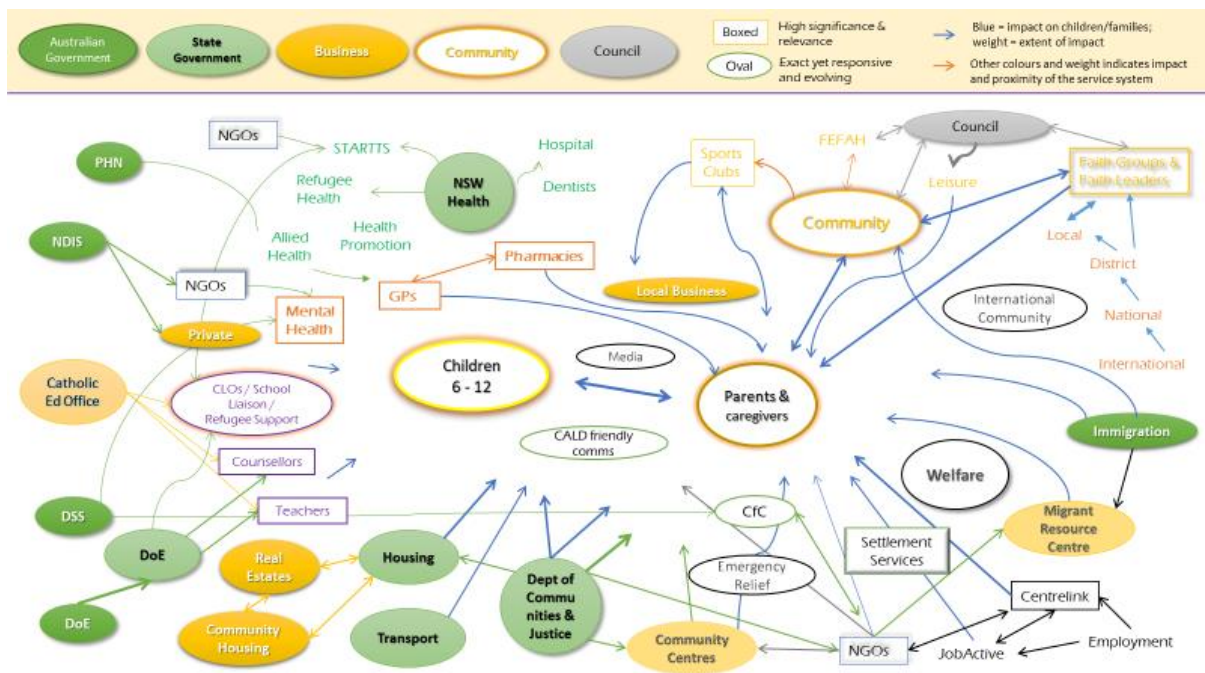 Australian
Government
State
Government
Business
Community
Council
Boxed
High significance &
relevance
Oval
Exact yet responsive
and evolving
Blue = impact on children/families;
weight = extent of impact
Other colours and weight indicates impact
and proximity of the service system
NGOs
PHN
STARTTS
Hospital
Refugee
Health
NSW
Health
Dentists
Sports
Clubs
FEFAH
Council
Leisure
Faith Groups &
Faith Leaders
Community
NDIS
Allied
Health
Health
Promotion
Pharmacies
Local
District
NGOs
GPs
Local Business
International
Community
National
Mental
Health
Private
Media
International
Catholic
Ed Office
CLOs / School
Liaison /
Refugee Support
Children
6 - 12
Parents &
caregivers
Immigration
CALD friendly
comms
Counsellors
Welfare
DSS
Teachers
CfC
Migrant
Resource
Centre
DoE
Real
Estates
Housing
Settlement
Services
Dept of
Commu
nities &
Justice
Emergency
Relief
Centrelink
DoE
Community
Housing
Transport
Community
Centres
NGOs
JobActive
Employment